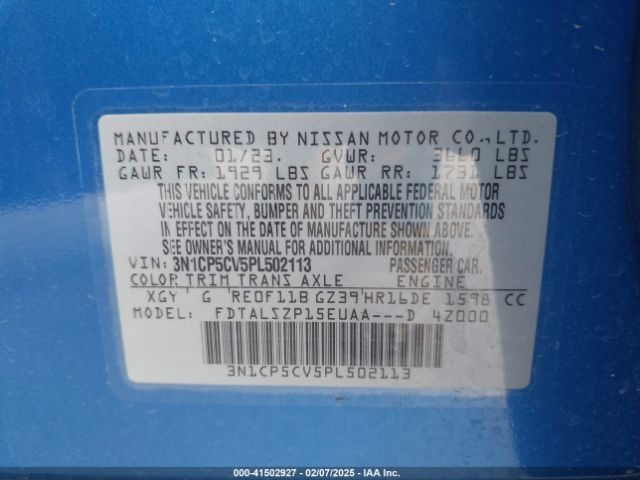 MANUFACTURED BY NISSAN MOTOR CO., LTD.
DATE: 01/23. GVWR: 3660 LBS
GAWR FR: 1929 LBS GAWR RR: 1731 LBS
THIS VEHICLE CONFORMS TO ALL APPLICABLE FEDERAL MOTOR
VEHICLE SAFETY, BUMPER AND THEFT PREVENTION STANDARDS
IN EFFECT ON THE DATE OF MANUFACTURE SHOWN ABOVE.
SEE OWNER'S MANUAL FOR ADDITIONAL INFORMATION.
VIN: 3N1CP5CV5PL502113 PASSENGER CAR.
COLOR TRIM TRANS AXLE ENGINE
XGY G RE0F11B GZ39 HR16DE 1598 CC
MODEL: FDTALSZP15EUAA---D 4Z000
3N1CP5CV5PL502113
000-41502927 - 02/07/2025 - IAAI.COM